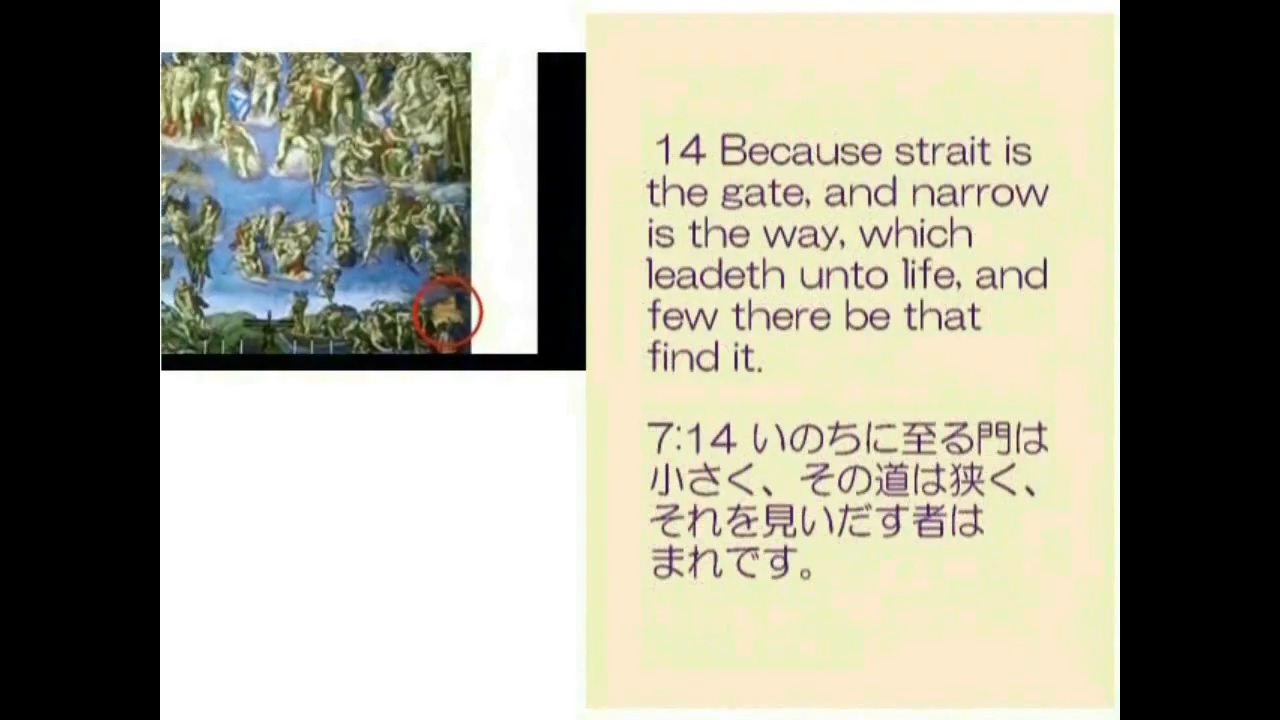 14 Because strait is
the gate, and narrow
is the way, which
leadeth unto life, and
few there be that
find it.
7:14 いのちに至る門は
小さく、その道は狭く、
それを見いだす者は
まれです。